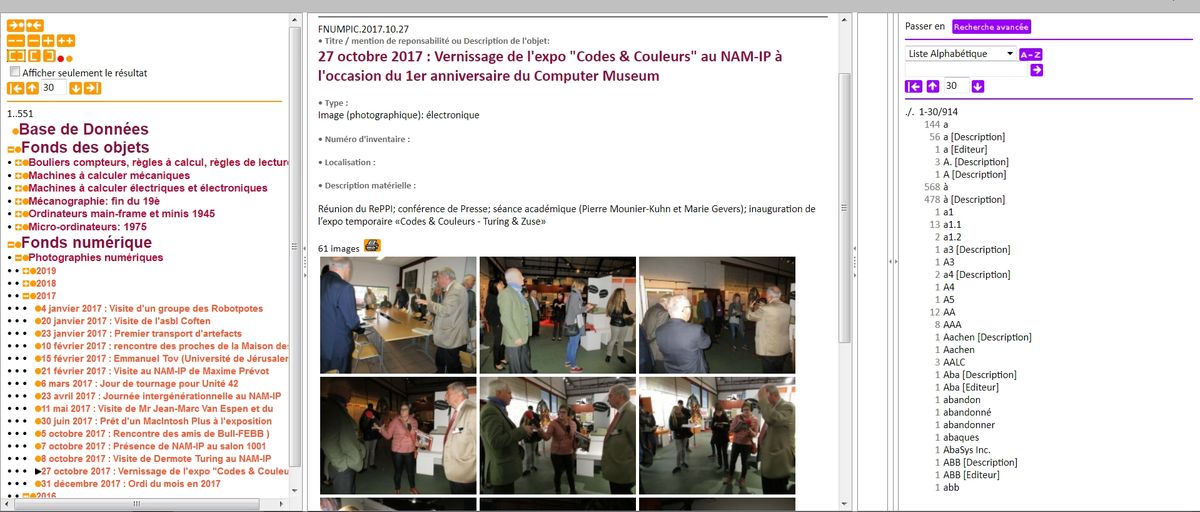 Afficher seulement le résultat
30
1..551
Base de Données
Fonds des objets
Bouliers compteurs, règles à calcul, règles de lecture
Machines à calculer mécaniques
Machines à calculer électriques et électroniques
Mécanographie: fin du 19è
Ordinateurs main-frame et minis 1945
Micro-ordinateurs: 1975
Fonds numérique
Photographies numériques
2019
2018
2017
4 janvier 2017 : Visite d'un groupe des Robotpotes
20 janvier 2017 : Visite de l'asbl Coften
23 janvier 2017 : Premier transport d'artefacts
10 février 2017 : rencontre des proches de la Maison des
15 février 2017 : Emmanuel Tov (Université de Jérusaler
21 février 2017 : Visite au NAM-IP de Maxime Prévot
6 mars 2017 : Jour de tournage pour Unité 42
23 avril 2017 : Journée intergénérationnelle au NAM-IP
11 mai 2017 : Visite de Mr Jean-Marc Van Espen et du
30 juin 2017 : Prêt d'un MacIntosh Plus à l'exposition
5 octobre 2017 : Rencontre des amis de Bull-FEBB )
7 octobre 2017 : Présence de NAM-IP au salon 1001
8 octobre 2017 : Visite de Dermote Turing au NAM-IP
27 octobre 2017 : Vernissage de l'expo "Codes & Couleu
31 décembre 2017 : Ordi du mois en 2017
2016
FNUMPIC.2017.10.27
• Titre / mention de reponsabilité ou Description de l'objet:
27 octobre 2017 : Vernissage de l'expo "Codes & Couleurs" au NAM-IP à
l'occasion du 1er anniversaire du Computer Museum
• Type :
Image (photographique): électronique
• Numéro d'inventaire :
• Localisation :
• Description matérielle :
Réunion du RePPI; conférence de Presse; séance académique (Pierre Mounier-Kuhn et Marie Gevers); inauguration de
l'expo temporaire «Codes & Couleurs - Turing & Zuse»
61 images
Passer en Recherche avancée
Liste Alphabétique A-Z
30
./. 1-30/914
144 a
56 a [Description]
1 a [Editeur]
3 A. [Description]
1 A [Description]
568 à
478 à [Description]
1 a1
13 a1.1
2 a1.2
1 a3 [Description]
1 A3
2 a4 [Description]
1 A4
1 A5
12 AA
8 AAA
1 Aachen [Description]
1 Aachen
3 AALC
1 Aba [Description]
1 Aba [Editeur]
1 abandon
1 abandonné
1 abandonner
1 abaques
1 AbaSys Inc.
1 ABB [Description]
1 ABB [Editeur]
1 abb